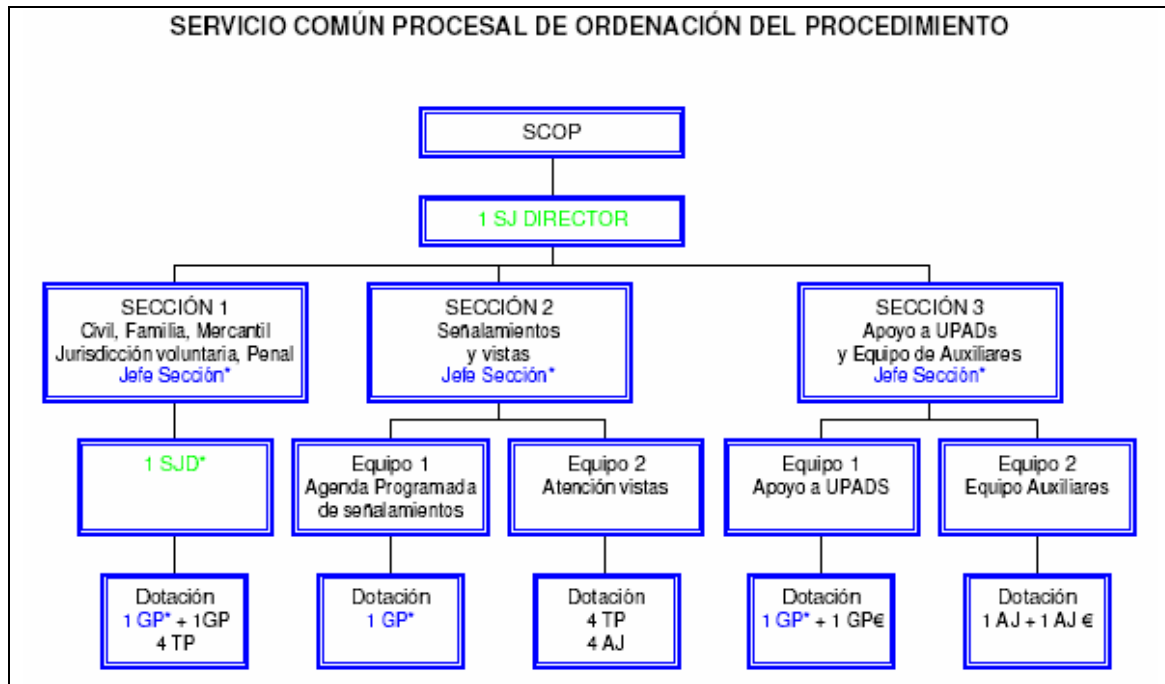 SERVICIO COMÚN PROCESAL DE ORDENACIÓN DEL PROCEDIMIENTO
SCOP
1 SJ DIRECTOR
SECCIÓN 1
Civil, Familia, Mercantil
Jurisdicción voluntaria, Penal
Jefe Sección*
SECCIÓN 2
Señalamientos
y vistas
Jefe Sección*
SECCIÓN 3
Apoyo a UPADs
y Equipo de Auxiliares
Jefe Sección*
1 SJD*
Equipo 1
Agenda Programada
de señalamientos
Equipo 2
Atención vistas
Equipo 1
Apoyo a UPADS
Equipo 2
Equipo Auxiliares
Dotación
1 GP* + 1GP
4 TP
Dotación
1 GP*
Dotación
4 TP
4 AJ
Dotación
1 GP* + 1 GP€
Dotación
1 AJ + 1 AJ €